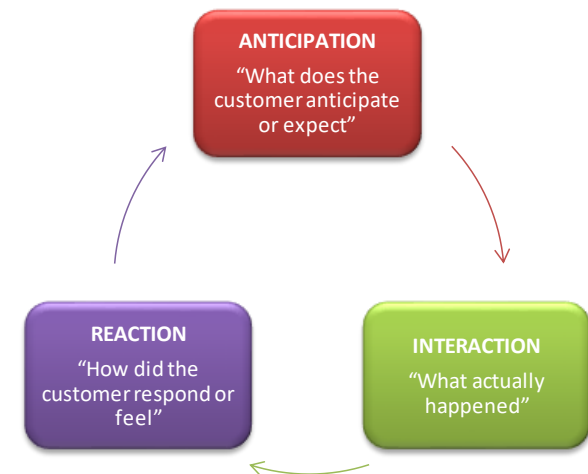 ANTICIPATION
“What does the
customer anticipate
or expect”
REACTION
“How did the
customer respond or
feel”
INTERACTION
“What actually
happened”